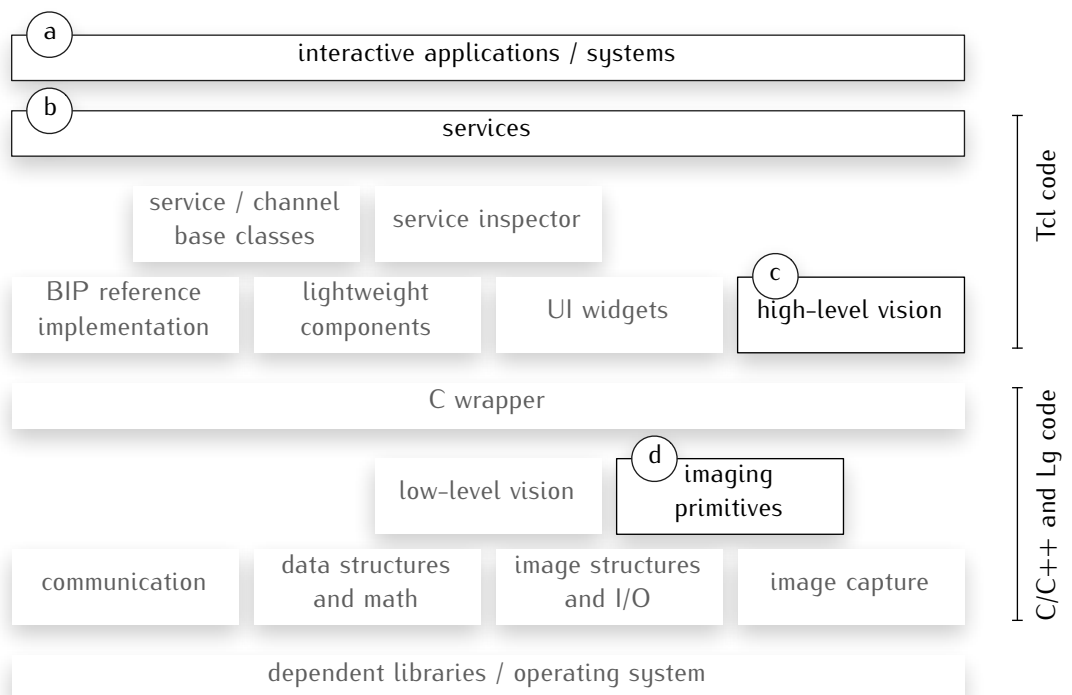 a
interactive applications / systems
b
services
service / channel
base classes
service inspector
BIP reference
implementation
lightweight
components
UI widgets
c
high-level vision
Tcl code
C wrapper
low-level vision
d
imaging
primitives
communication
data structures
and math
image structures
and I/O
image capture
C/C++ and Lg code
dependent libraries / operating system